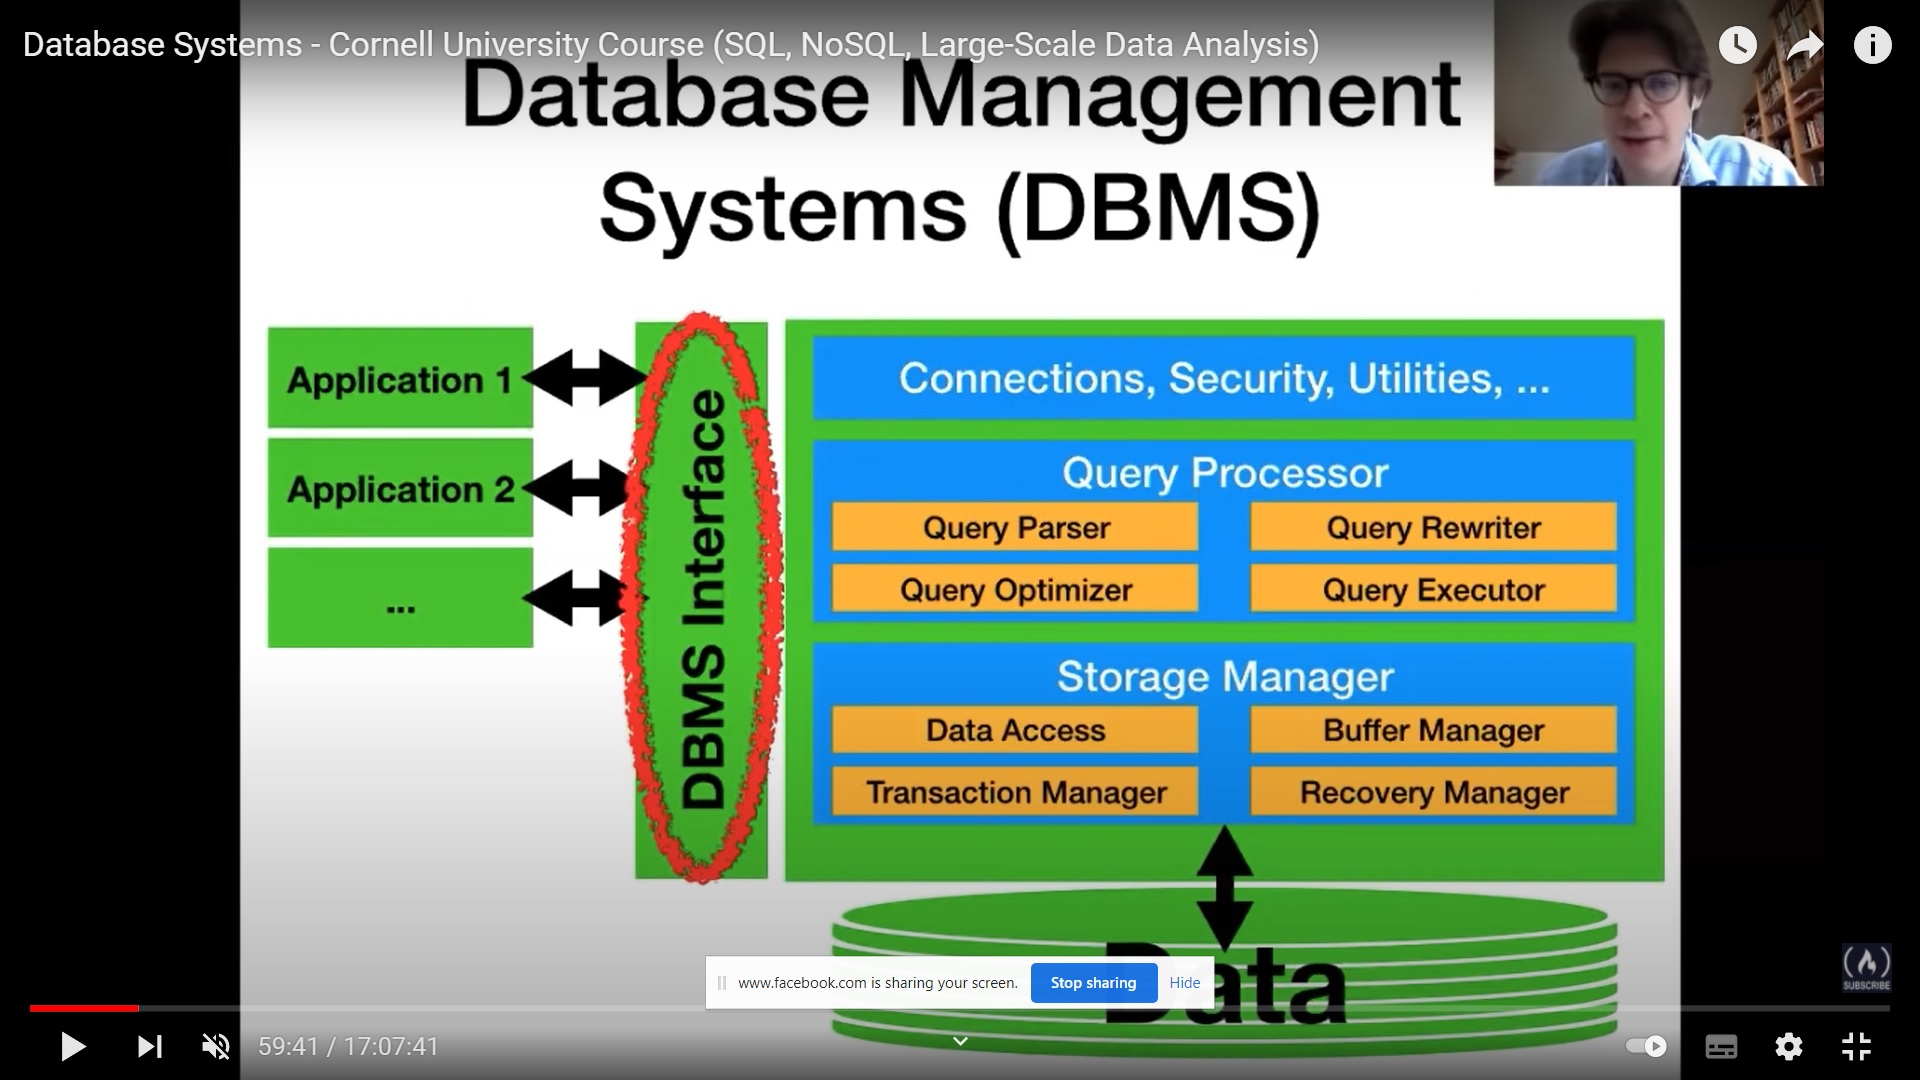 Database Systems - Cornell University Course (SQL, NoSQL, Large-Scale Data Analysis)
Database Management
Systems (DBMS)
Application 1
Application 2
...
DBMS Interface
Connections, Security, Utilities, ...
Query Processor
Query Parser
Query Rewriter
Query Optimizer
Query Executor
Storage Manager
Data Access
Buffer Manager
Transaction Manager
Recovery Manager
Data
www.facebook.com is sharing your screen.
Stop sharing
Hide
SUBSCRIBE
59:41 / 17:07:41